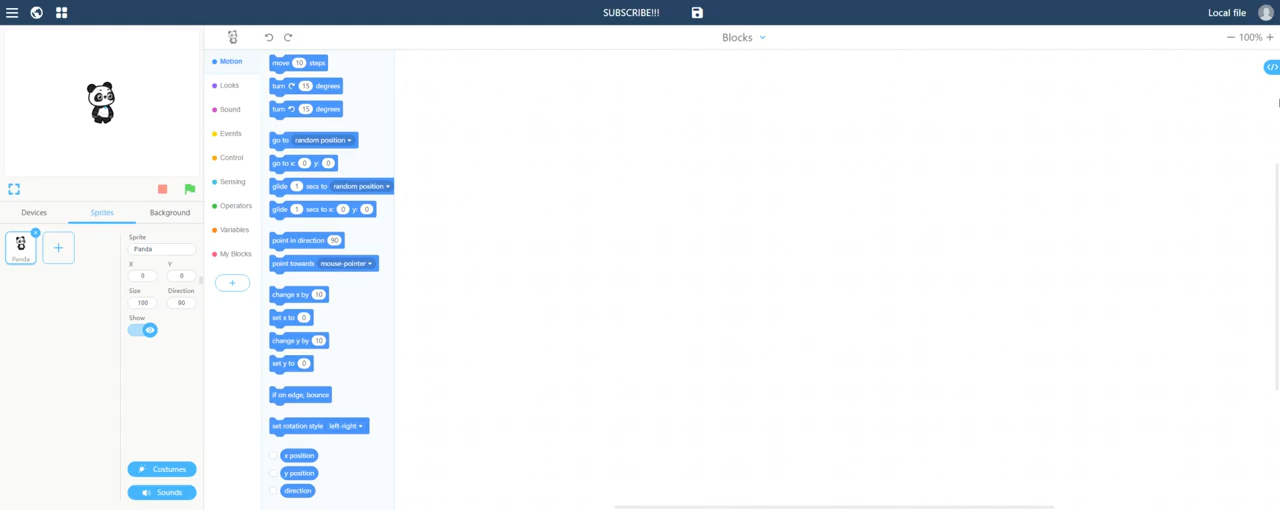 SUBSCRIBE!!!
Local file
Blocks
100%
Motion
Looks
Sound
Events
Control
Sensing
Operators
Variables
My Blocks
move 10 steps
turn 15 degrees
turn 15 degrees
go to random position
go to x: 0 y: 0
glide 1 secs to random position
glide 1 secs to x: 0 y: 0
point in direction 90
point towards mouse-pointer
change x by 10
set x to 0
change y by 10
set y to 0
if on edge, bounce
set rotation style left-right
x position
y position
direction
Devices
Sprites
Background
Panda
Sprite
Panda
X Y
0 0
Size Direction
100 90
Show
Costumes
Sounds